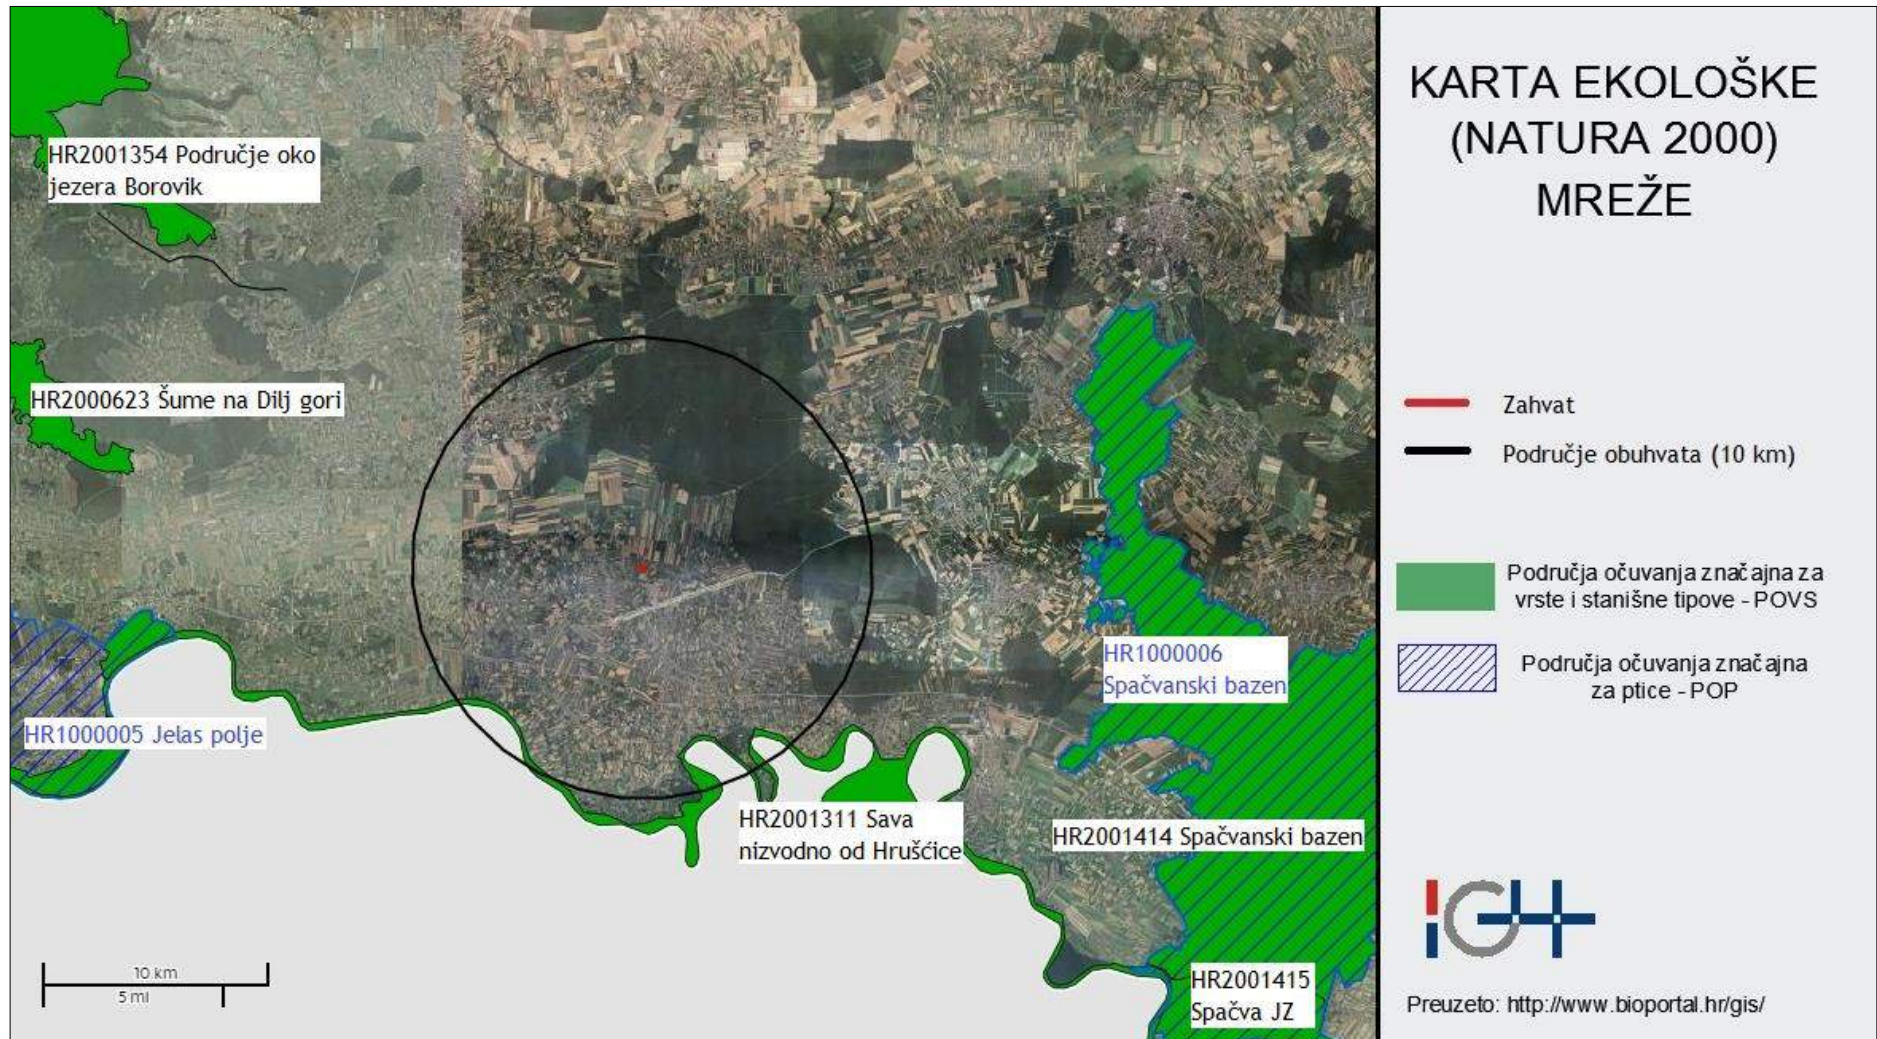 HR2001354 Područje oko
jezera Borovik
HR2000623 Šume na Dilj gori
HR1000005 Jelas polje
HR1000006
Spačvanski bazen
HR2001311 Sava
nizvodno od Hrušćice
HR2001414 Spačvanski bazen
HR2001415
Spačva JZ
10 km
5 mi
KARTA EKOLOŠKE
(NATURA 2000)
MREŽE
Zahvat
Područje obuhvata (10 km)
Područja očuvanja značajna za
vrste i stanišne tipove - POVS
Područja očuvanja značajna
za ptice - POP
IGH
Preuzeto: http://www.bioportal.hr/gis/